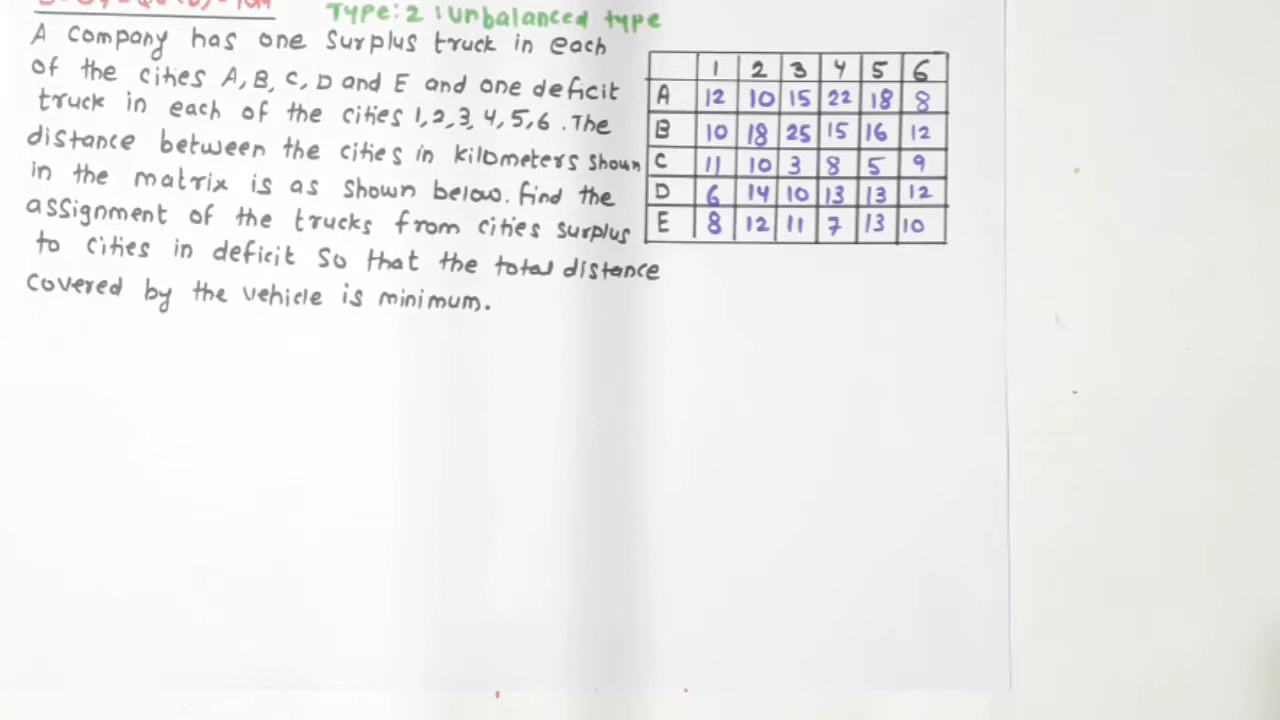 Type: 2 : Unbalanced type
A company has one surplus truck in each
of the cities A, B, C, D and E and one deficit
truck in each of the cities 1, 2, 3, 4, 5, 6. The
distance between the cities in kilometers shown
in the matrix is as shown below. find the
assignment of the trucks from cities surplus
to cities in deficit so that the total distance
covered by the vehicle is minimum.
1 2 3 4 5 6
A 12 10 15 22 18 8
B 10 18 25 15 16 12
C 11 10 3 8 5 9
D 6 14 10 13 13 12
E 8 12 11 7 13 10